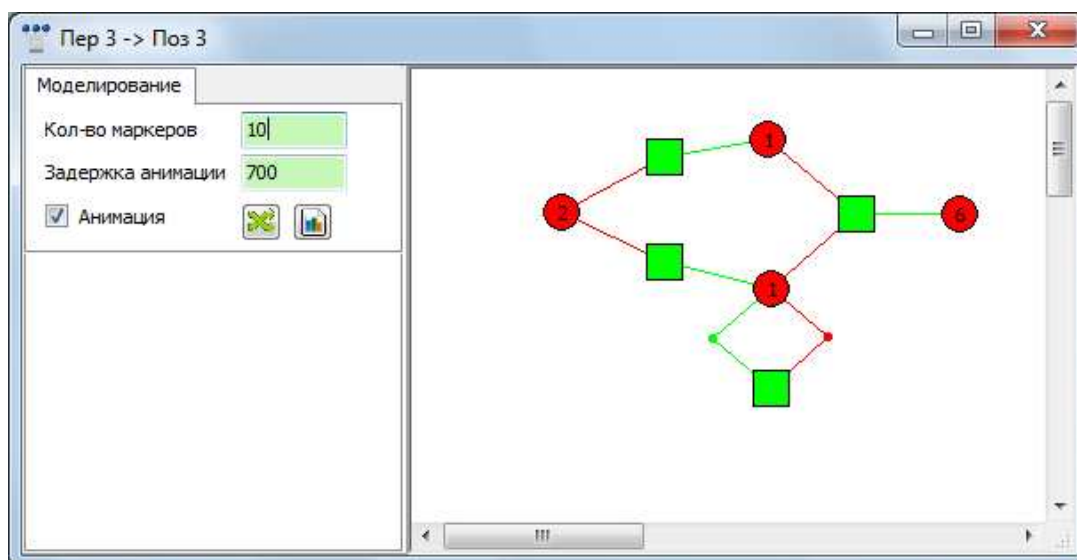 Пер 3 -> Поз 3
Моделирование
Кол-во маркеров 10
Задержка анимации 700
Анимация
1
2
6
1